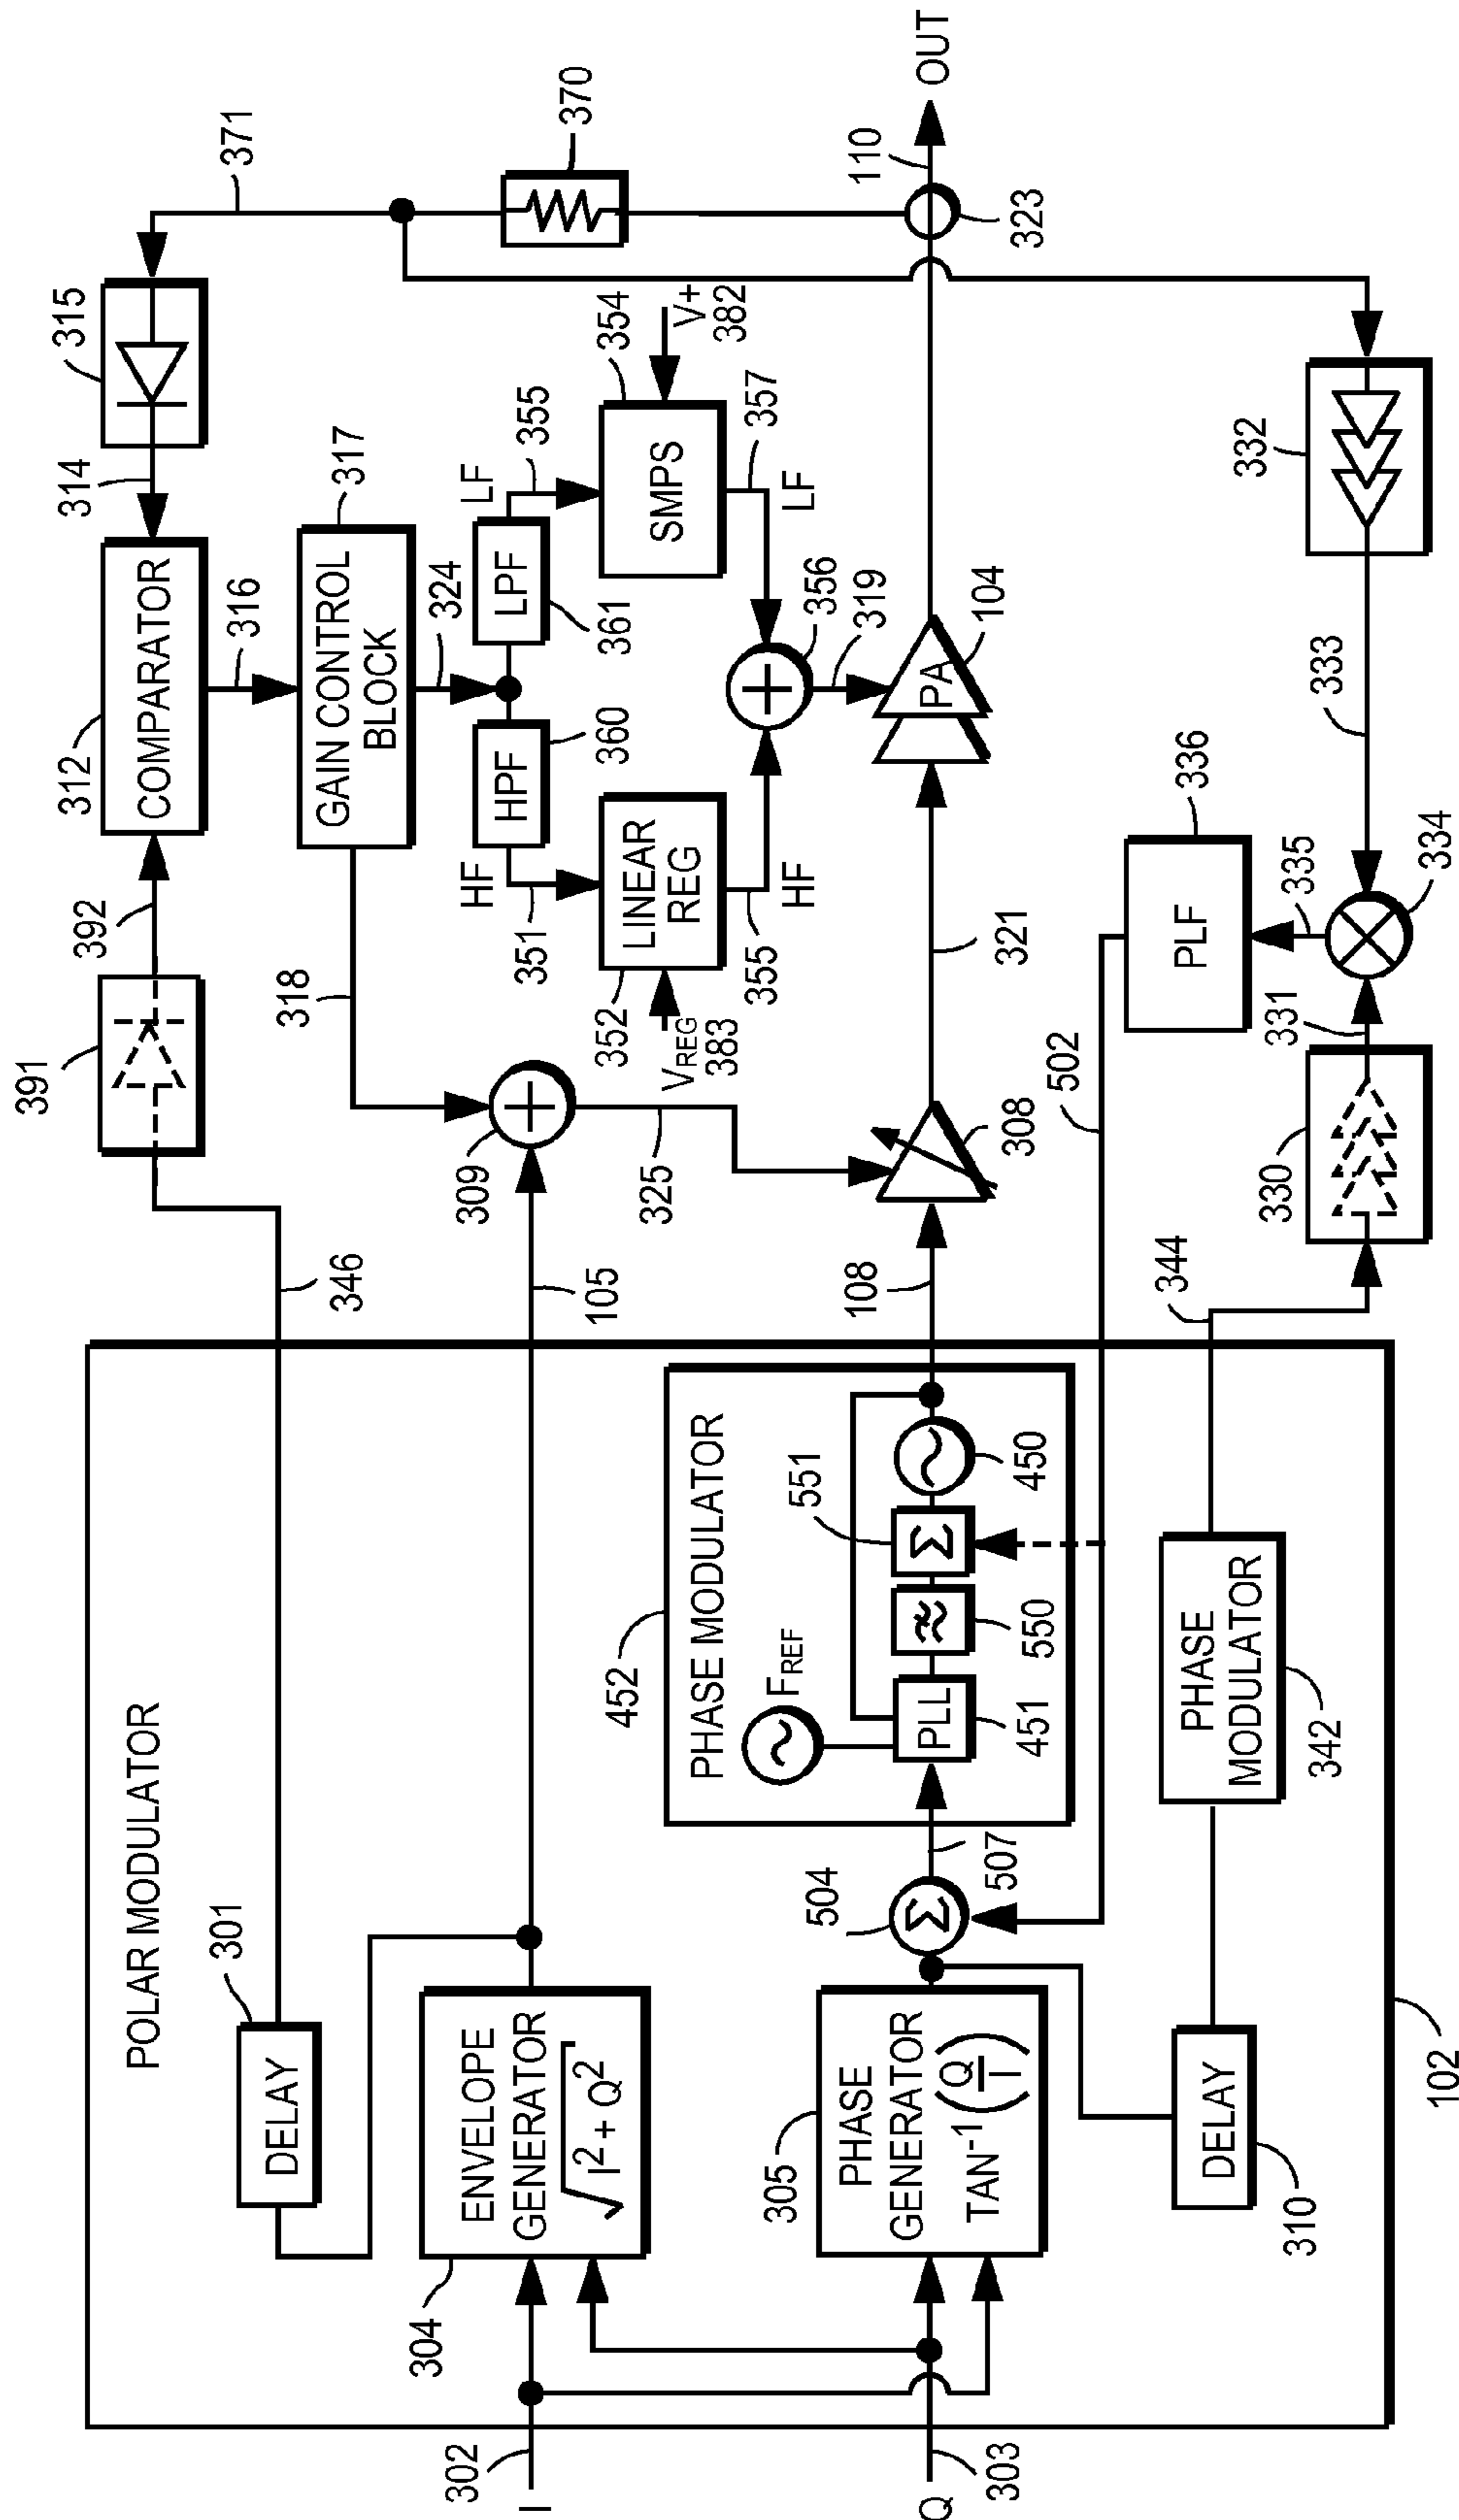 POLAR MODULATOR
301
DELAY
346
391
392
312
COMPARATOR
314
315
371
316
317
GAIN CONTROL
BLOCK
318
324
HF
HPF
360
LPF
361
LF
351
355
352
LINEAR
REG
VREG
383
354
SMPS
V+
382
355
HF
357
LF
356
319
370
304
ENVELOPE
GENERATOR
√I² + Q²
302
I
309
105
325
305
PHASE
GENERATOR
TAN⁻¹ (Q/I)
303
Q
504
507
452
PHASE MODULATOR
FREF
PLL
451
550
551
Σ
Σ
450
108
308
321
PA
104
110
OUT
323
502
PLF
336
335
334
333
332
331
330
344
PHASE
MODULATOR
342
DELAY
310
102